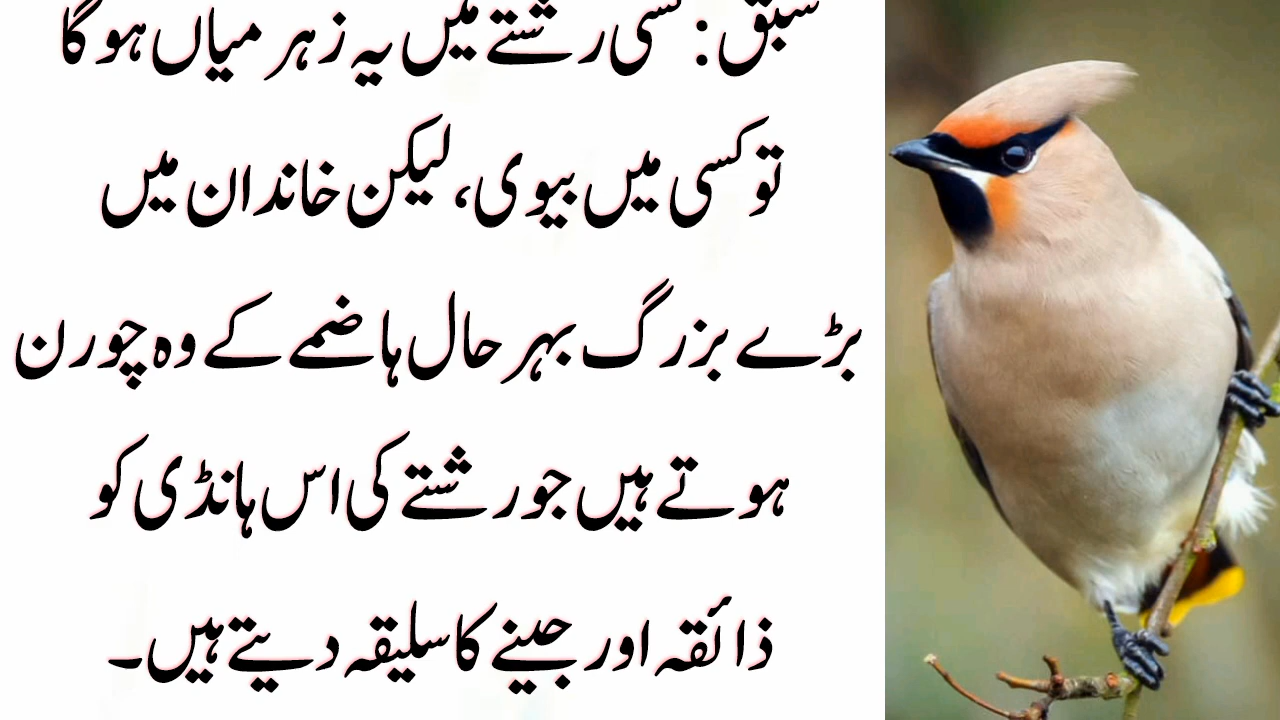 سبق: کسی رشتے میں یہ زہر میاں ہو گا
تو کسی میں بیوی، لیکن خاندان میں
بڑے بزرگ بہر حال ہاضمے کے وہ چورن
ہوتے ہیں جو رشتے کی اس ہانڈی کو
ذائقہ اور جینے کا سلیقہ دیتے ہیں۔